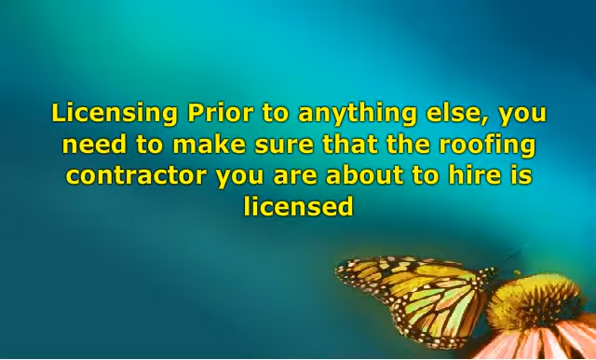 Licensing Prior to anything else, you
need to make sure that the roofing
contractor you are about to hire is
licensed